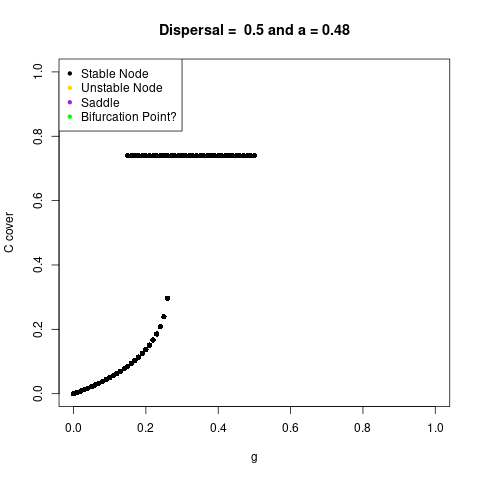 Dispersal =  0.5 and a = 0.48
Stable Node
Unstable Node
Saddle
Bifurcation Point?
C cover
1.0
0.8
0.6
0.4
0.2
0.0
0.0 0.2 0.4 0.6 0.8 1.0
g